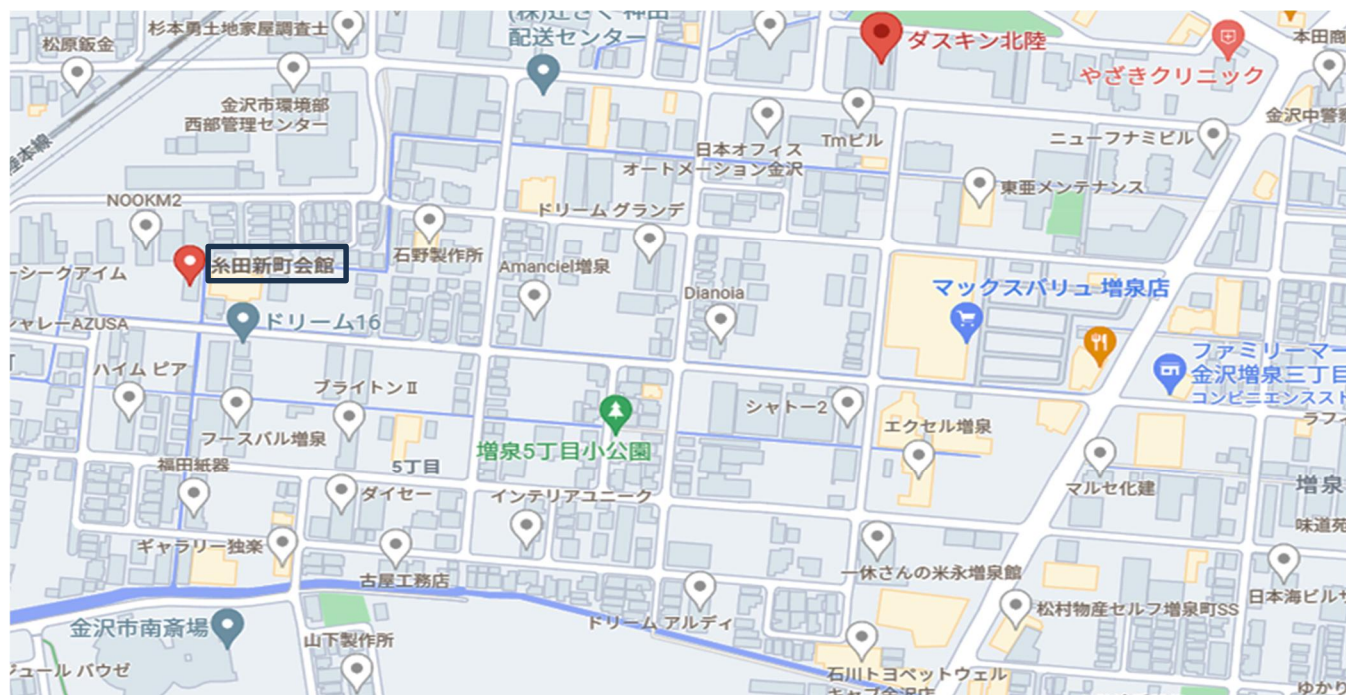 配送センター
ダスキン北陸
杉本勇土地家屋調査士
松原鈑金
やざきクリニック
金沢市環境部
西部管理センター
日本オフィス
オートメーション金沢
Tmビル
ニューフナミビル
東亜メンテナンス
NOOKM2
ドリーム グランデ
石野製作所
糸田新町会館
Amanciel増泉
ーシークアイム
Dianoia
マックスバリュ 増泉店
ドリーム16
シャレーAZUSA
ファミリーマー
金沢増泉三丁目
コンビニエンススト
ハイム ピア
ブライトンⅡ
シャトー2
エクセル増泉
フースバル増泉
増泉5丁目小公園
5丁目
福田紙器
ダイセー
インテリアユニーク
マルセ化建
増泉
味道苑
ギャラリー独楽
古屋工務店
一休さんの米永増泉館
ドリーム アルディ
松村物産セルフ増泉町SS
日本海ビルサ
金沢市南斎場
山下製作所
ジュール バウゼ
石川トヨペットウェル
キャブ金沢店
ゆかり